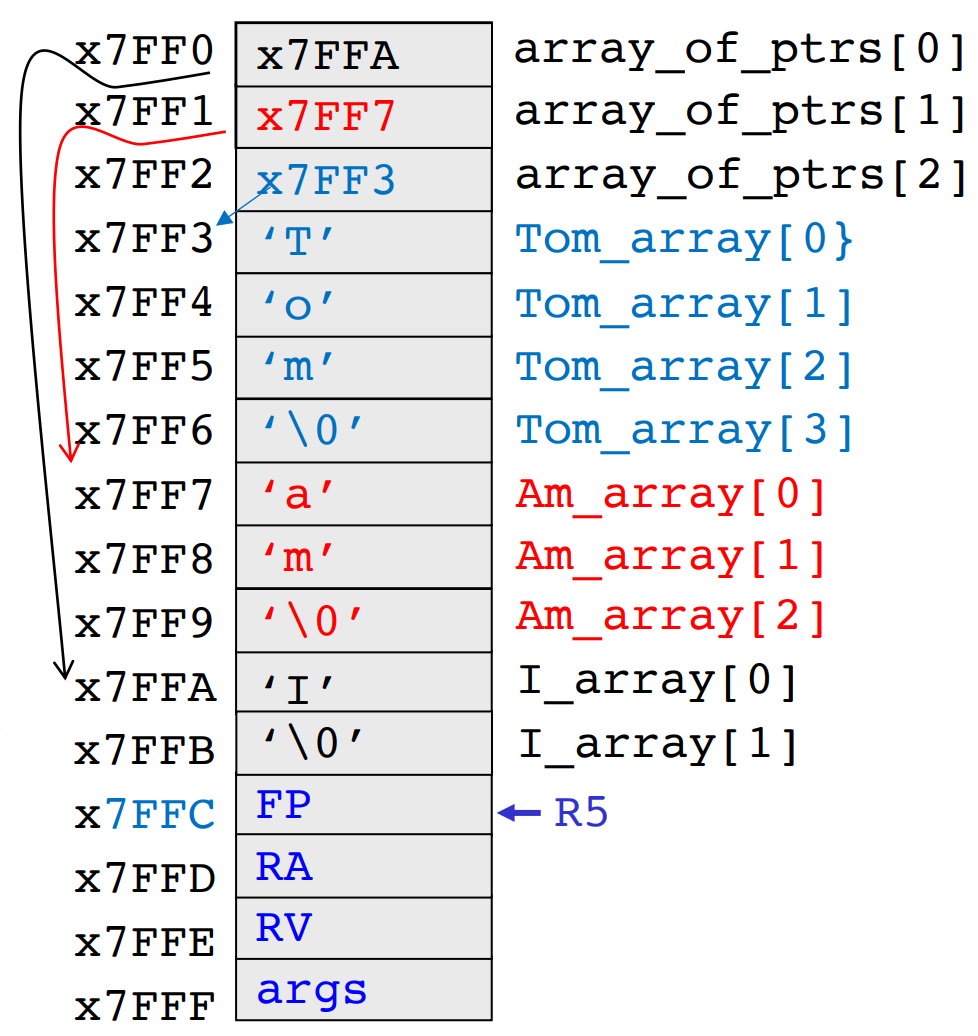 x7FF0 x7FFA array_of_ptrs[0]
x7FF1 x7FF7 array_of_ptrs[1]
x7FF2 x7FF3 array_of_ptrs[2]
x7FF3 ‘T’ Tom_array[0}
x7FF4 ‘o’ Tom_array[1]
x7FF5 ‘m’ Tom_array[2]
x7FF6 ‘\0’ Tom_array[3]
x7FF7 ‘a’ Am_array[0]
x7FF8 ‘m’ Am_array[1]
x7FF9 ‘\0’ Am_array[2]
x7FFA ‘I’ I_array[0]
x7FFB ‘\0’ I_array[1]
x7FFC FP R5
x7FFD RA
x7FFE RV
x7FFF args